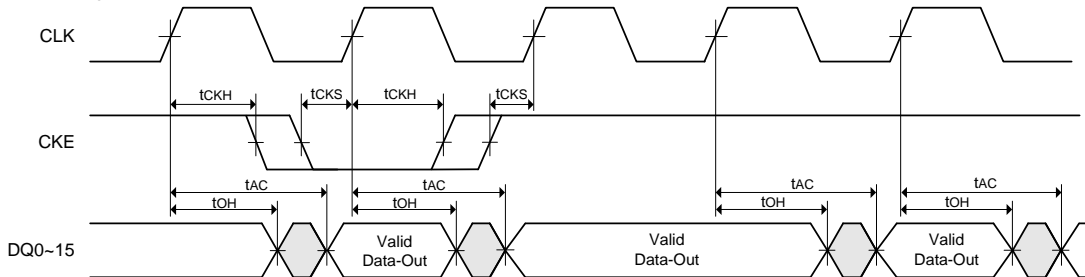 CLK
tCKH
tCKS
tCKH
tCKS
CKE
tAC
tAC
tAC
tAC
tOH
tOH
tOH
tOH
DQ0~15
Valid
Data-Out
Valid
Data-Out
Valid
Data-Out